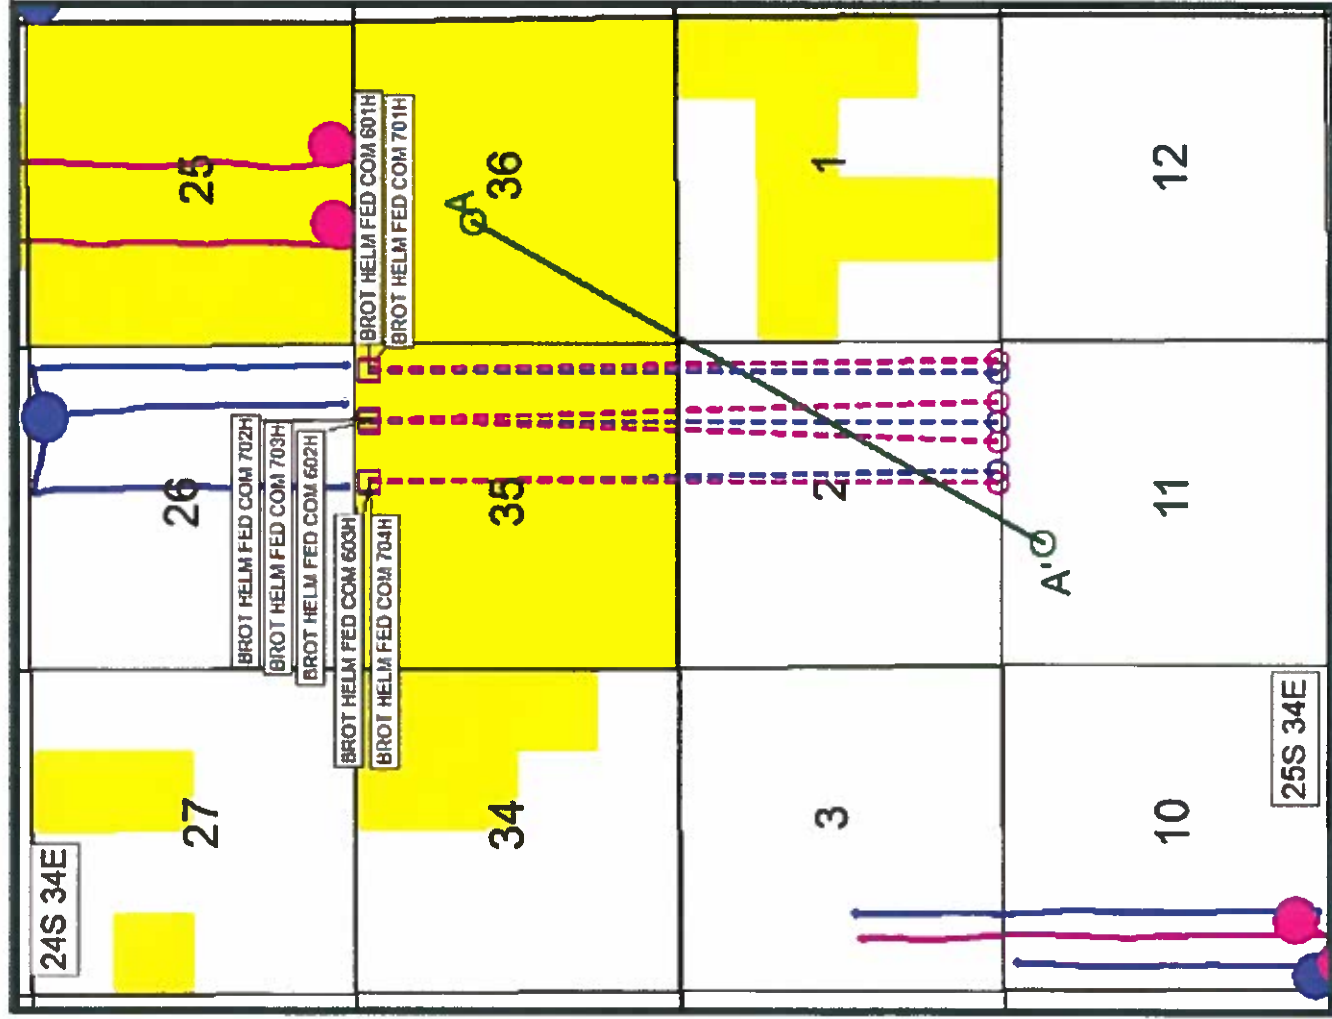 24S 34E
27
26
25
BROT HELM FED COM 702H
BROT HELM FED COM 703H
BROT HELM FED COM 602H
BROT HELM FED COM 603H
BROT HELM FED COM 704H
BROT HELM FED COM 601H
BROT HELM FED COM 701H
34
35
36
A
3
2
1
A'
10
11
12
25S 34E